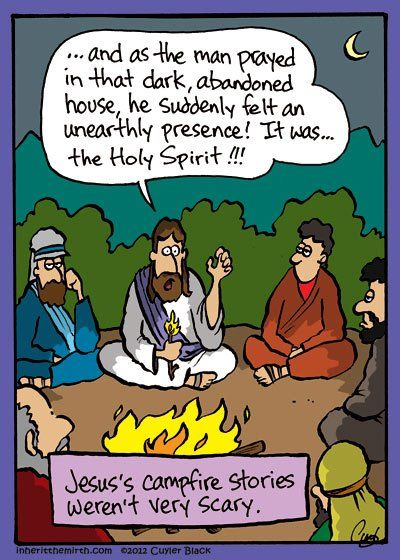 ...and as the man prayed
in that dark, abandoned
house, he suddenly felt an
unearthly presence! It was...
the Holy Spirit!!!
Jesus's campfire stories
weren't very scary.
inheritthemirth.com ©2012 Cuyler Black